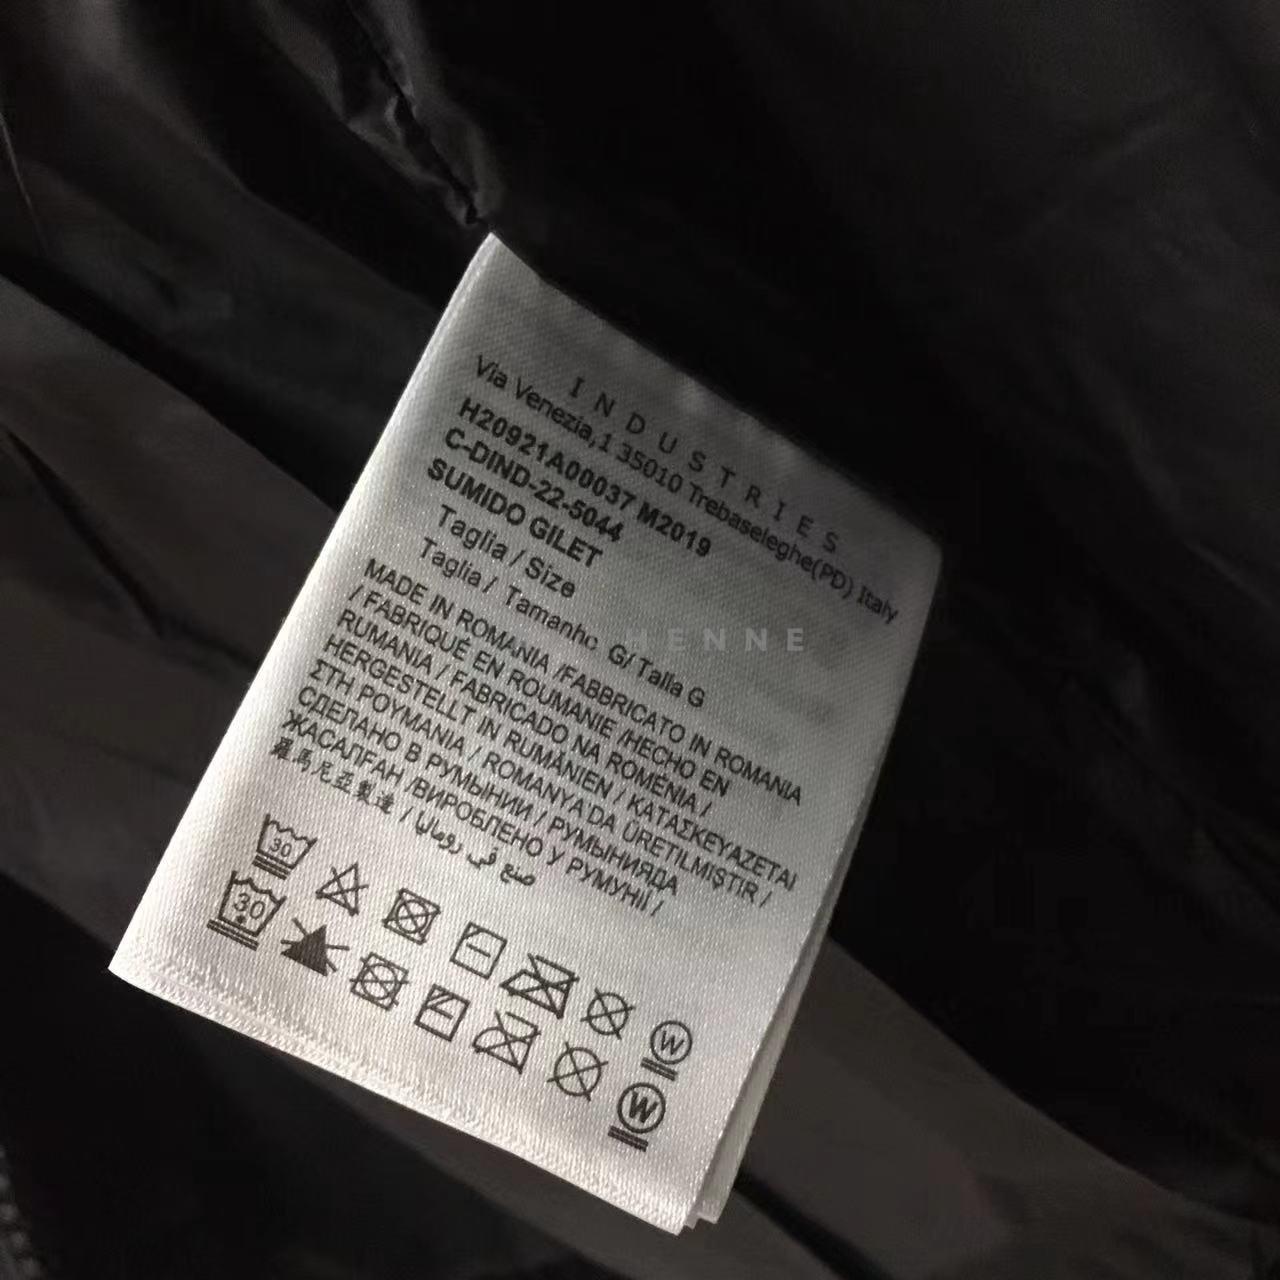 INDUSTRIES
Via Venezia,1 35010 Trebaseleghe(PD) Italy
H20921A00037 M2019
C-DIND-22-5044
SUMIDO GILET
Taglia / Size
Taglia / Tamanho G/ Talla G
MADE IN ROMANIA /FABBRICATO IN ROMANIA
/ FABRIQUÉ EN ROUMANIE /HECHO EN
RUMANIA / FABRICADO NA ROMÉNIA /
HERGESTELLT IN RUMÄNIEN / ΚΑΤΑΣΚΕΥΑΖΕΤΑΙ
ΣΤΗ ΡΟΥΜΑΝΙΑ / ROMANYA'DA ÜRETILMIŞTIR /
СДЕЛАНО В РУМЫНИИ / РУМЫНИЯДА
ЖАСАЛҒАН /ВИРОБЛЕНО У РУМУНІЇ /
羅馬尼亞製造 / صنع في رومانيا
30
W
30
W
HENNE